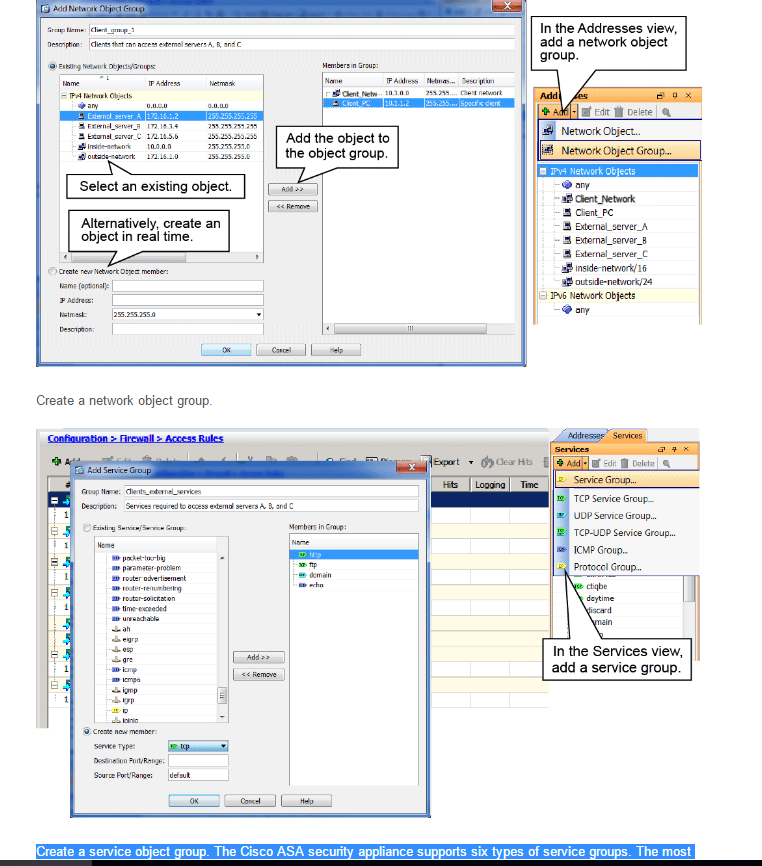 Add Network Object Group
Group Name: Client_group_1
Description: Clients that can access external servers A, B, and C
Existing Network Objects/Groups:
Name IP Address Netmask
IPv4 Network Objects
any 0.0.0.0 0.0.0.0
External_server_A 172.16.1.2 255.255.255.255
External_server_B 172.16.3.4 255.255.255.255
External_server_C 172.16.5.6 255.255.255.255
inside-network 10.0.0.0 255.255.0.0
outside-network 172.16.1.0 255.255.255.0
Select an existing object.
Alternatively, create an
object in real time.
Create new Network Object member:
Name (optional):
IP Address:
Netmask: 255.255.255.0
Description:
Add the object to
the object group.
Add >>
<< Remove
Members in Group:
Name IP Address Netmas... Description
Client_Netw... 10.1.0.0 255.255.... Client network
Client_PC 10.1.1.2 255.255.... Specific client
OK Cancel Help
In the Addresses view,
add a network object
group.
Addresses
Add Edit Delete
Network Object...
Network Object Group...
IPv4 Network Objects
any
Client_Network
Client_PC
External_server_A
External_server_B
External_server_C
inside-network/16
outside-network/24
IPv6 Network Objects
any
Create a network object group.
Configuration > Firewall > Access Rules
Export Clear Hits
Hits Logging Time
Add Service Group
Group Name: Clients_external_services
Description: Services required to access external servers A, B, and C
Existing Service/Service Group:
Name
packet-too-big
parameter-problem
router-advertisement
router-renumbering
router-solicitation
time-exceeded
unreachable
ah
eigrp
esp
gre
icmp
icmp6
igmp
igrp
ip
ipinip
Add >>
<< Remove
Members in Group:
Name
http
ftp
domain
echo
Create new member:
Service Type: tcp
Destination Port/Range:
Source Port/Range: default
OK Cancel Help
Addresses Services
Services
Add Edit Delete
Service Group...
TCP Service Group...
UDP Service Group...
TCP-UDP Service Group...
ICMP Group...
Protocol Group...
ctiqbe
daytime
discard
In the Services view,
add a service group.
Create a service object group. The Cisco ASA security appliance supports six types of service groups. The most